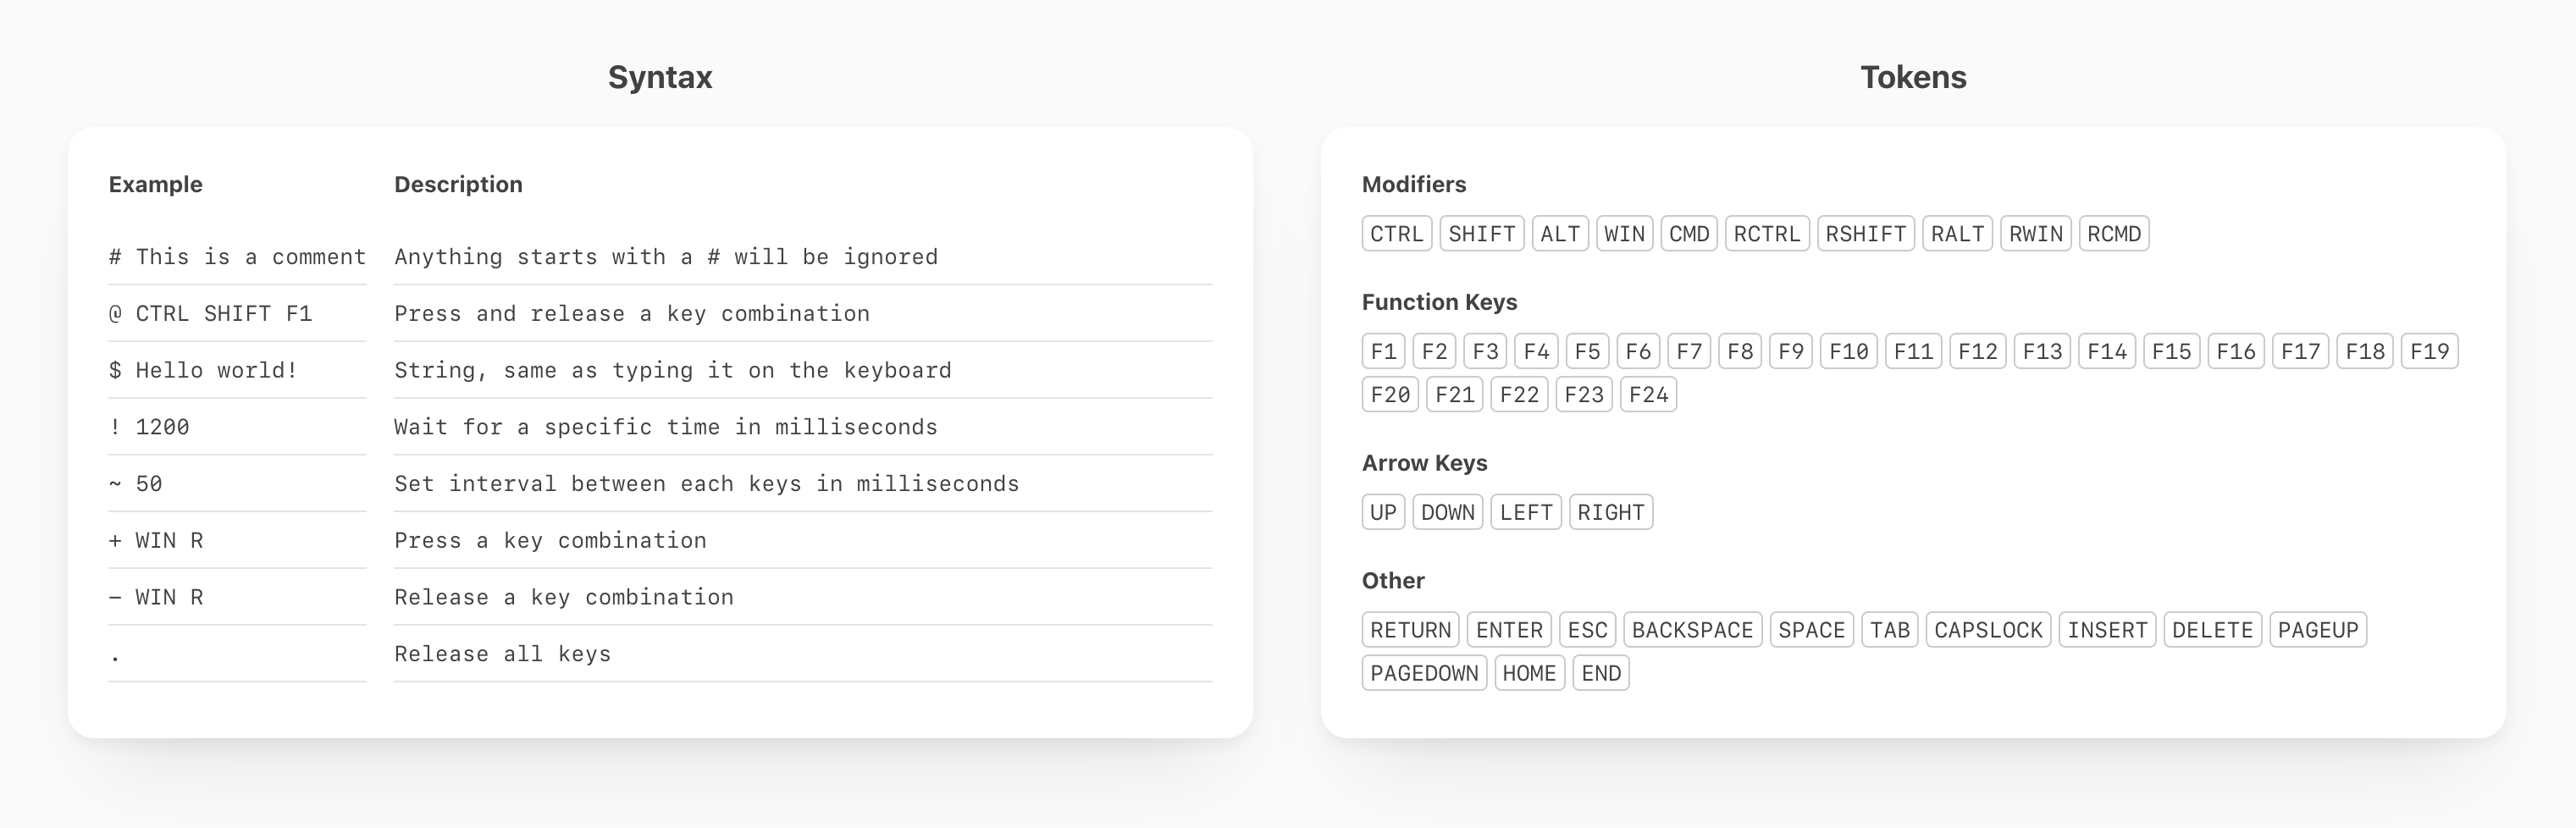 Syntax
Example Description
# This is a comment Anything starts with a # will be ignored
@ CTRL SHIFT F1 Press and release a key combination
$ Hello world! String, same as typing it on the keyboard
! 1200 Wait for a specific time in milliseconds
~ 50 Set interval between each keys in milliseconds
+ WIN R Press a key combination
− WIN R Release a key combination
. Release all keys
Tokens
Modifiers
CTRL SHIFT ALT WIN CMD RCTRL RSHIFT RALT RWIN RCMD
Function Keys
F1 F2 F3 F4 F5 F6 F7 F8 F9 F10 F11 F12 F13 F14 F15 F16 F17 F18 F19
F20 F21 F22 F23 F24
Arrow Keys
UP DOWN LEFT RIGHT
Other
RETURN ENTER ESC BACKSPACE SPACE TAB CAPSLOCK INSERT DELETE PAGEUP
PAGEDOWN HOME END